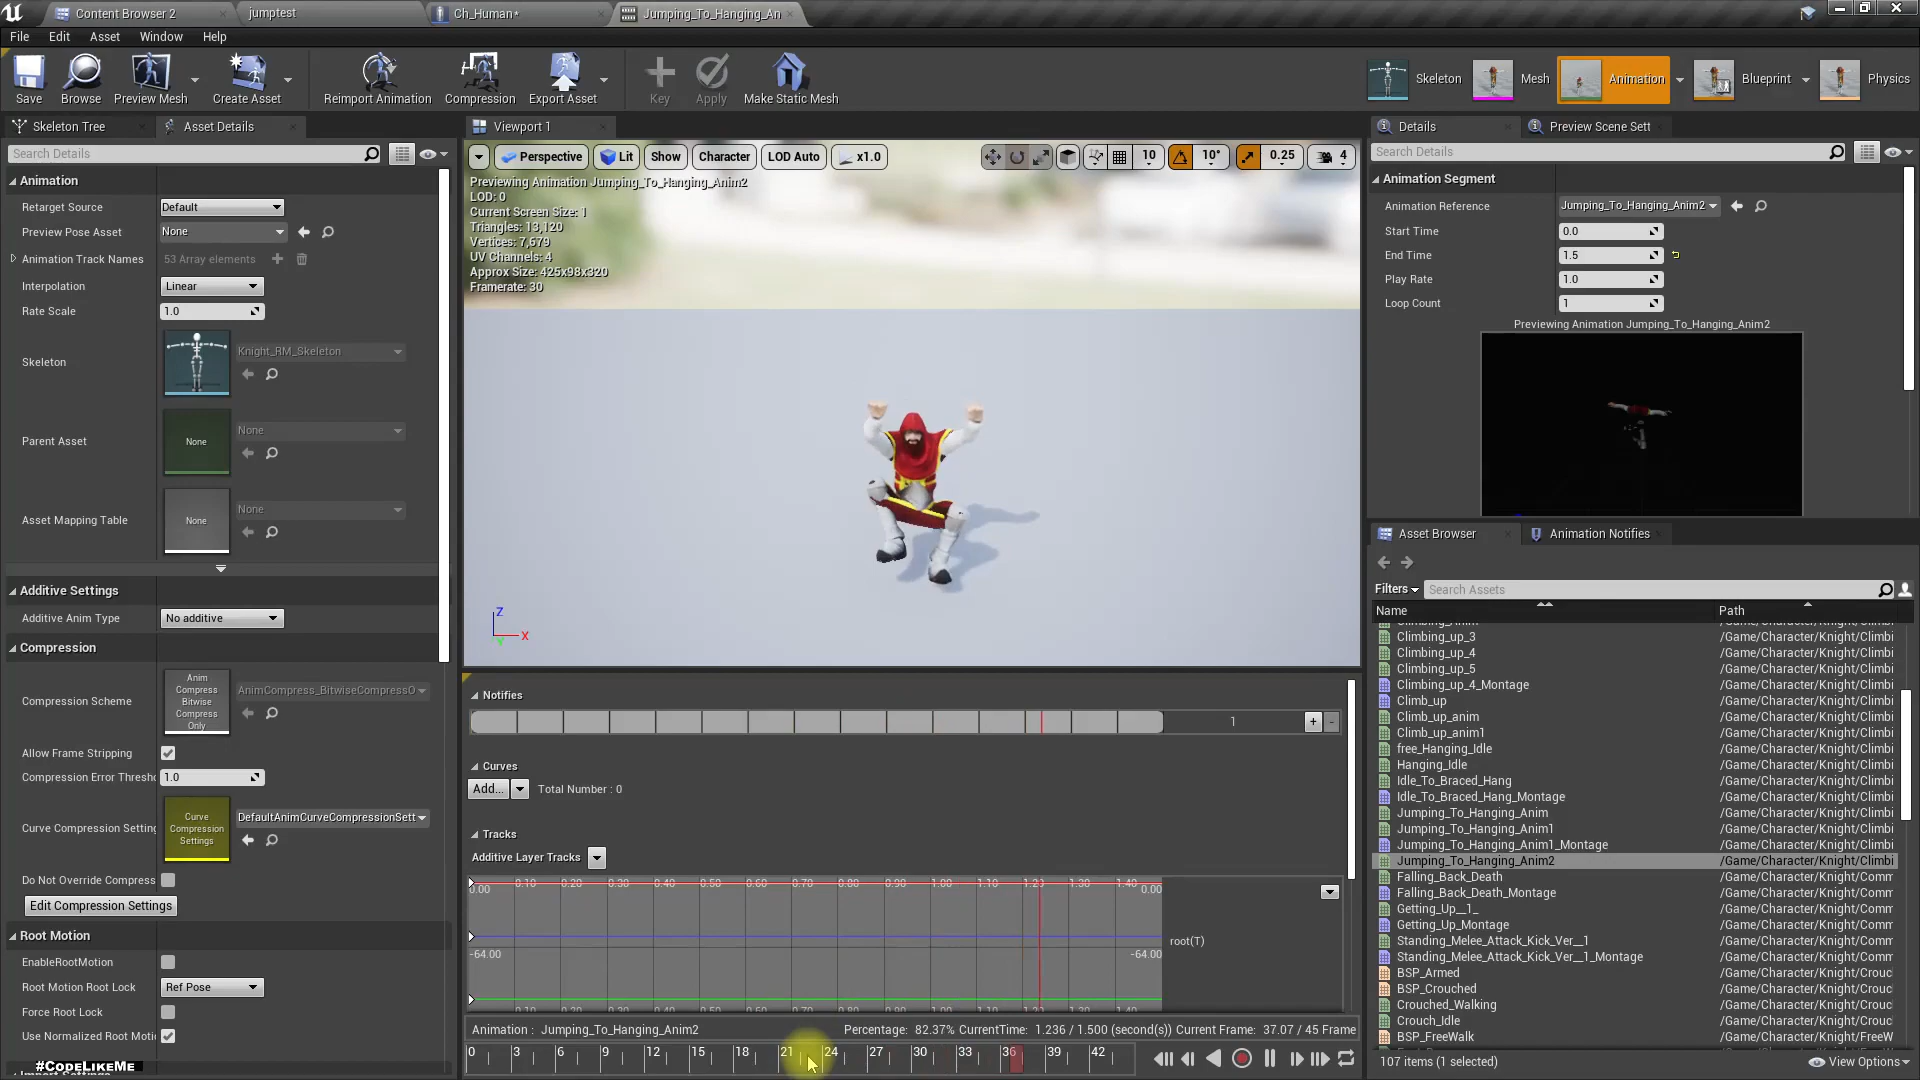 Content Browser 2
jumptest
Ch_Human*
Jumping_To_Hanging_An
File Edit Asset Window Help
Save Browse Preview Mesh Create Asset Reimport Animation Compression Export Asset Key Apply Make Static Mesh
Skeleton Mesh Animation Blueprint Physics
Skeleton Tree
Asset Details
Search Details
Animation
Retarget Source Default
Preview Pose Asset None
Animation Track Names 53 Array elements
Interpolation Linear
Rate Scale 1.0
Skeleton Knight_RM_Skeleton
Parent Asset None None
Asset Mapping Table None None
Additive Settings
Additive Anim Type No additive
Compression
Compression Scheme
Anim
Compress
Bitwise
Compress
Only
AnimCompress_BitwiseCompressO
Allow Frame Stripping
Compression Error Thresho 1.0
Curve Compression Setting
Curve
Compression
Settings
DefaultAnimCurveCompressionSett
Do Not Override Compress
Edit Compression Settings
Root Motion
EnableRootMotion
Root Motion Root Lock Ref Pose
Force Root Lock
Use Normalized Root Moti
#CodeLikeMe
Viewport 1
Perspective Lit Show Character LOD Auto x1.0 10 10° 0.25 4
Previewing Animation Jumping_To_Hanging_Anim2
LOD: 0
Current Screen Size: 1
Triangles: 13,120
Vertices: 7,679
UV Channels: 4
Approx Size: 425x98x320
Framerate: 30
Z
X
Y
Notifies
1 + -
Curves
Add... Total Number : 0
Tracks
Additive Layer Tracks
0.10 0.20 0.30 0.40 0.50 0.60 0.70 0.80 0.90 1.00 1.10 1.20 1.30 1.40
0.00 0.00
root(T)
-64.00 -64.00
Animation : Jumping_To_Hanging_Anim2
Percentage: 82.37% CurrentTime: 1.236 / 1.500 (second(s)) Current Frame: 37.07 / 45 Frame
0 3 6 9 12 15 18 21 24 27 30 33 36 39 42
Details
Preview Scene Sett
Search Details
Animation Segment
Animation Reference Jumping_To_Hanging_Anim2
Start Time 0.0
End Time 1.5
Play Rate 1.0
Loop Count 1
Previewing Animation Jumping_To_Hanging_Anim2
Asset Browser
Animation Notifies
Filters Search Assets
Name Path
Climbing_up_3 /Game/Character/Knight/Climbi
Climbing_up_4 /Game/Character/Knight/Climbi
Climbing_up_5 /Game/Character/Knight/Climbi
Climbing_up_4_Montage /Game/Character/Knight/Climbi
Climb_up /Game/Character/Knight/Climbi
Climb_up_anim /Game/Character/Knight/Climbi
Climb_up_anim1 /Game/Character/Knight/Climbi
free_Hanging_Idle /Game/Character/Knight/Climbi
Hanging_Idle /Game/Character/Knight/Climbi
Idle_To_Braced_Hang /Game/Character/Knight/Climbi
Idle_To_Braced_Hang_Montage /Game/Character/Knight/Climbi
Jumping_To_Hanging_Anim /Game/Character/Knight/Climbi
Jumping_To_Hanging_Anim1 /Game/Character/Knight/Climbi
Jumping_To_Hanging_Anim1_Montage /Game/Character/Knight/Climbi
Jumping_To_Hanging_Anim2 /Game/Character/Knight/Climbi
Falling_Back_Death /Game/Character/Knight/Comm
Falling_Back_Death_Montage /Game/Character/Knight/Comm
Getting_Up__1_ /Game/Character/Knight/Comm
Getting_Up_Montage /Game/Character/Knight/Comm
Standing_Melee_Attack_Kick_Ver__1 /Game/Character/Knight/Comm
Standing_Melee_Attack_Kick_Ver__1_Montage /Game/Character/Knight/Comm
BSP_Armed /Game/Character/Knight/Crouc
BSP_Crouched /Game/Character/Knight/Crouc
Crouched_Walking /Game/Character/Knight/Crouc
Crouch_Idle /Game/Character/Knight/Crouc
BSP_FreeWalk /Game/Character/Knight/FreeW
107 items (1 selected)
View Options